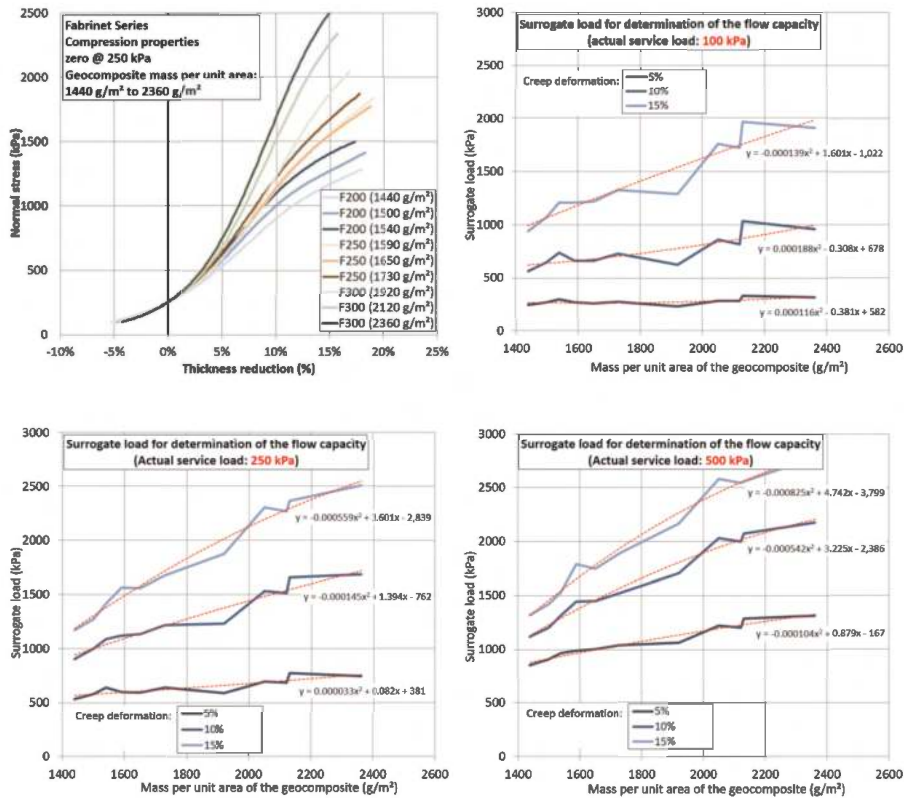 Fabrinet Series
Compression properties
zero @ 250 kPa
Geocomposite mass per unit area:
1440 g/m² to 2360 g/m²
Normal stress (kPa)
2500
2000
1500
1000
500
0
F200 (1440 g/m²)
F200 (1500 g/m²)
F200 (1540 g/m²)
F250 (1590 g/m²)
F250 (1650 g/m²)
F250 (1730 g/m²)
F300 (1920 g/m²)
F300 (2120 g/m²)
F300 (2360 g/m²)
-10% -5% 0% 5% 10% 15% 20% 25%
Thickness reduction (%)
Surrogate load for determination of the flow capacity
(actual service load: 100 kPa)
Creep deformation:
5%
10%
15%
Surrogate load (kPa)
3000
2500
2000
1500
1000
500
0
y = -0.000139x² + 1.601x - 1,022
y = 0.000188x² - 0.308x + 678
y = 0.000116x² - 0.381x + 582
1400 1600 1800 2000 2200 2400 2600
Mass per unit area of the geocomposite (g/m²)
Surrogate load for determination of the flow capacity
(Actual service load: 250 kPa)
Surrogate load (kPa)
3000
2500
2000
1500
1000
500
0
y = -0.000559x² + 3.601x - 2,839
y = -0.000145x² + 1.394x - 762
y = 0.000033x² + 0.082x + 381
Creep deformation:
5%
10%
15%
1400 1600 1800 2000 2200 2400 2600
Mass per unit area of the geocomposite (g/m²)
Surrogate load for determination of the flow capacity
(Actual service load: 500 kPa)
Surrogate load (kPa)
3000
2500
2000
1500
1000
500
0
y = -0.000825x² + 4.742x - 3,799
y = -0.000542x² + 3.225x - 2,386
y = -0.000104x² + 0.879x - 167
Creep deformation:
5%
10%
15%
1400 1600 1800 2000 2200 2400 2600
Mass per unit area of the geocomposite (g/m²)